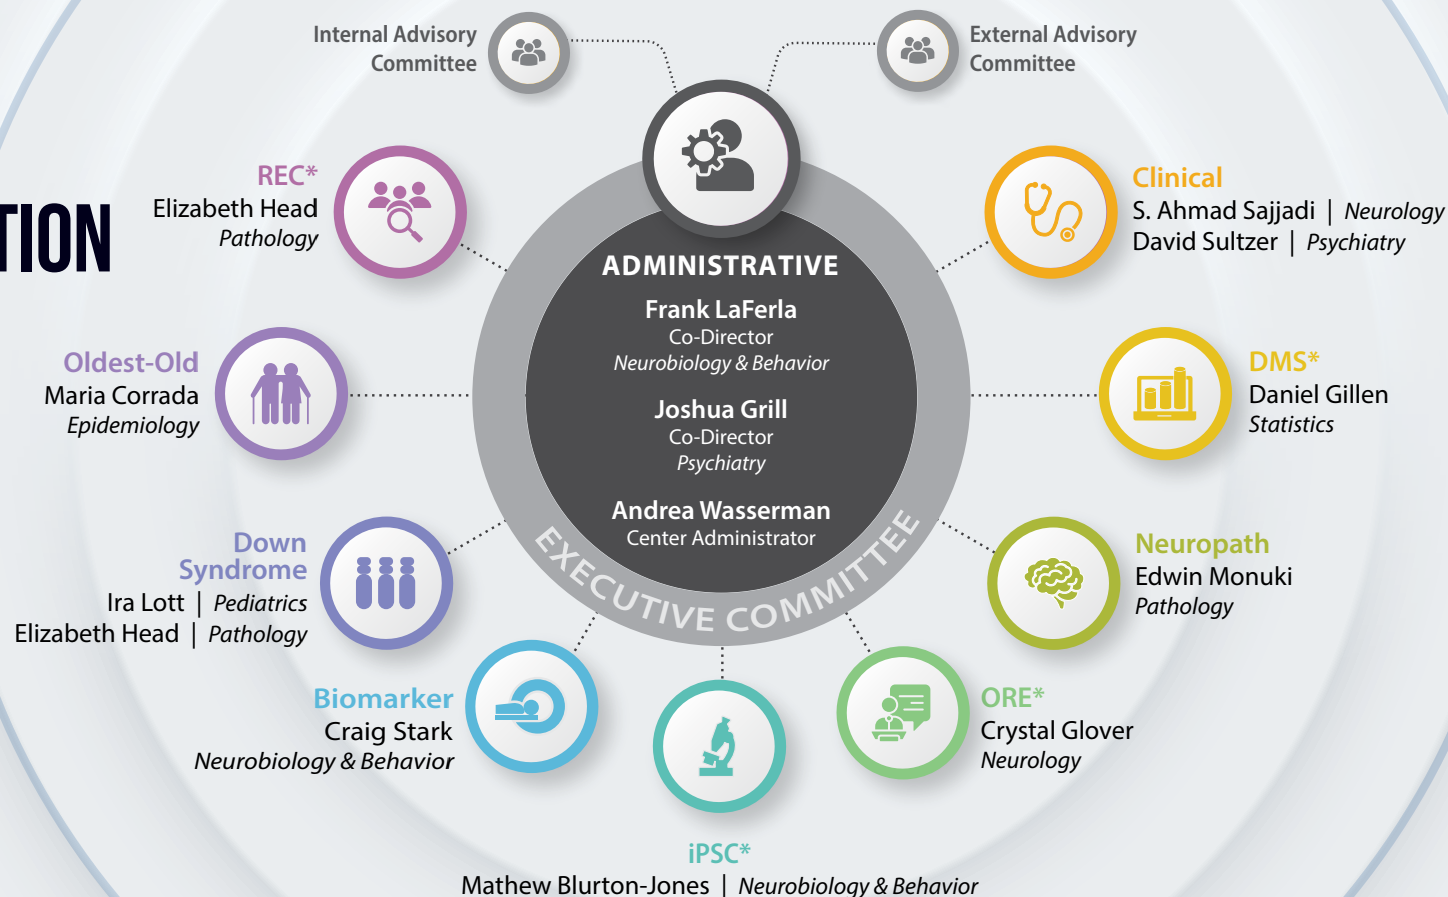 Internal Advisory
Committee
External Advisory
Committee
TION
REC*
Elizabeth Head
Pathology
Clinical
S. Ahmad Sajjadi | Neurology
David Sultzer | Psychiatry
ADMINISTRATIVE
Frank LaFerla
Co-Director
Neurobiology & Behavior
Joshua Grill
Co-Director
Psychiatry
Andrea Wasserman
Center Administrator
EXECUTIVE COMMITTEE
Oldest-Old
Maria Corrada
Epidemiology
DMS*
Daniel Gillen
Statistics
Down
Syndrome
Ira Lott | Pediatrics
Elizabeth Head | Pathology
Neuropath
Edwin Monuki
Pathology
Biomarker
Craig Stark
Neurobiology & Behavior
ORE*
Crystal Glover
Neurology
iPSC*
Mathew Blurton-Jones | Neurobiology & Behavior